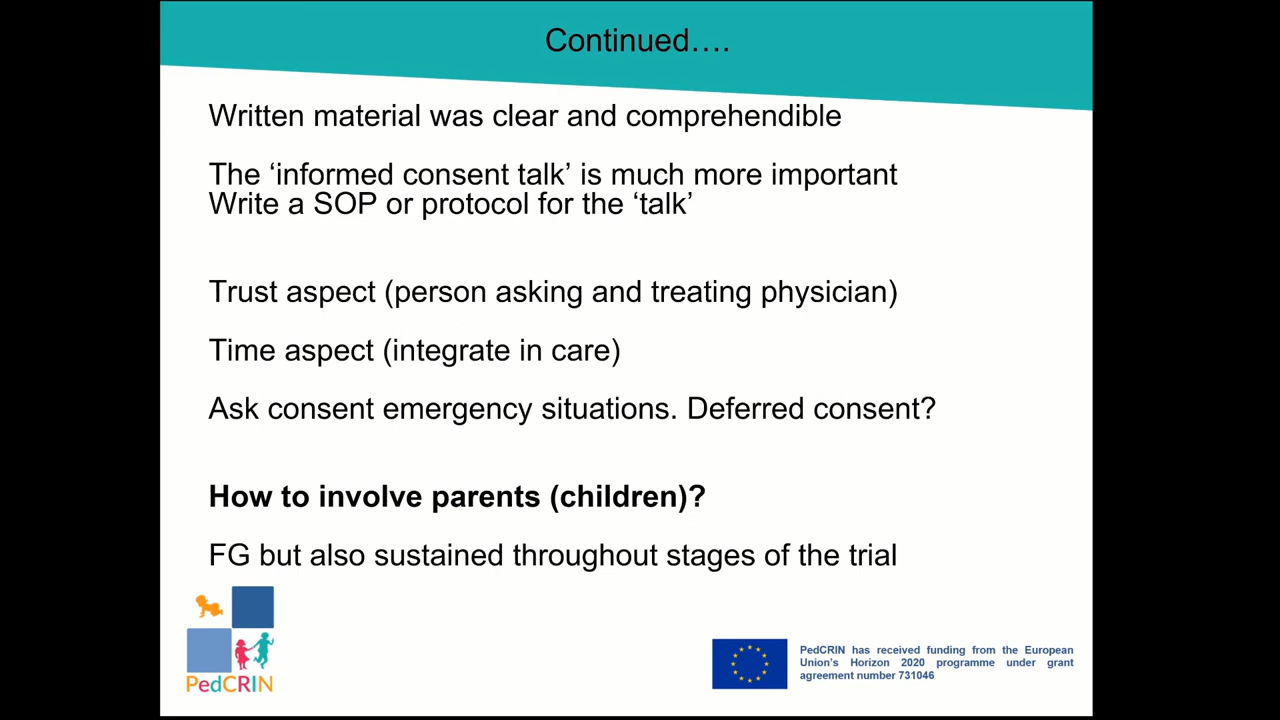 Continued….
Written material was clear and comprehendible
The ‘informed consent talk’ is much more important
Write a SOP or protocol for the ‘talk’
Trust aspect (person asking and treating physician)
Time aspect (integrate in care)
Ask consent emergency situations. Deferred consent?
How to involve parents (children)?
FG but also sustained throughout stages of the trial
PedCRIN
PedCRIN has received funding from the European
Union's Horizon 2020 programme under grant
agreement number 731046